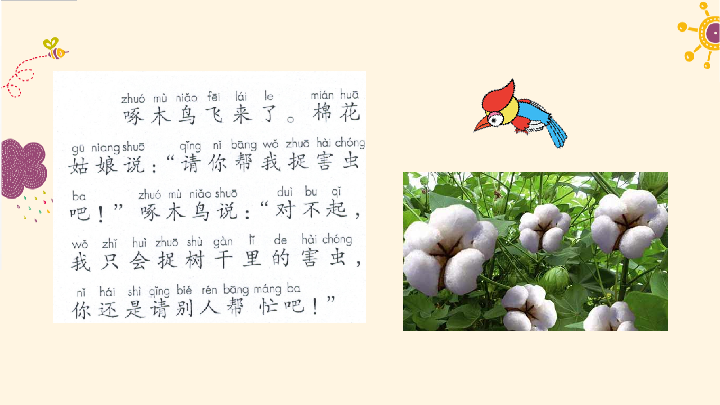 zhuó mù niǎo fēi lái le mián huā
啄木鸟飞来了。棉花
gū niang shuō qǐng nǐ bāng wǒ zhuō hài chóng
姑娘说：“请你帮我捉害虫
ba zhuó mù niǎo shuō duì bu qǐ
吧！”啄木鸟说：“对不起，
wǒ zhǐ huì zhuō shù gàn lǐ de hài chóng
我只会捉树干里的害虫，
nǐ hái shì qǐng bié rén bāng máng ba
你还是请别人帮忙吧！”